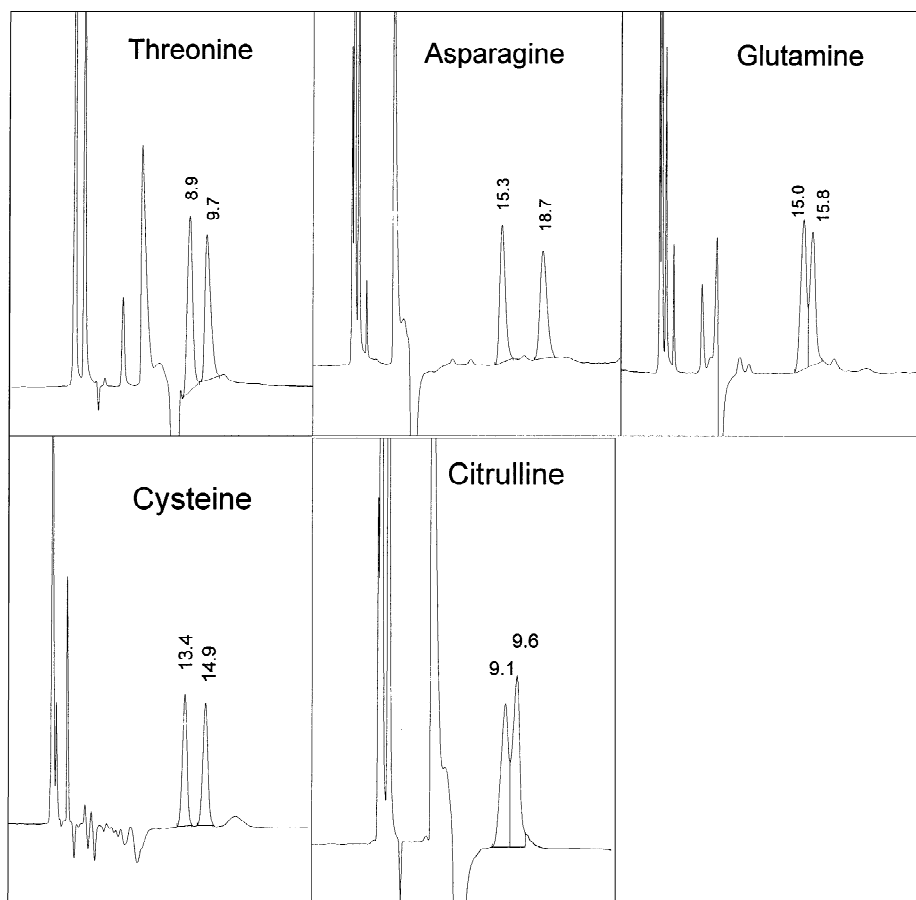 Threonine
8.9
9.7
Asparagine
15.3
18.7
Glutamine
15.0
15.8
Cysteine
13.4
14.9
Citrulline
9.1
9.6